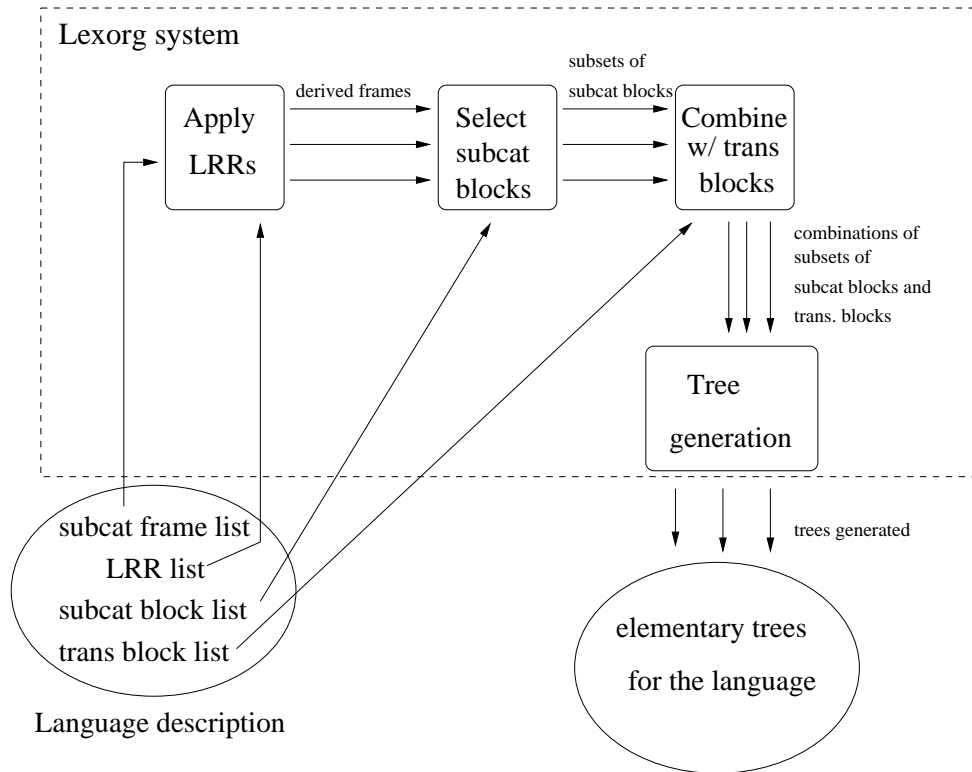 Lexorg system
Apply
LRRs
derived frames
Select
subcat
blocks
subsets of
subcat blocks
Combine
w/ trans
blocks
combinations of
subsets of
subcat blocks and
trans. blocks
Tree
generation
subcat frame list
LRR list
subcat block list
trans block list
Language description
trees generated
elementary trees
for the language